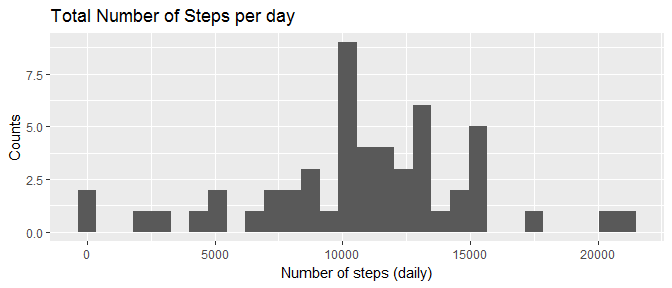 Total Number of Steps per day
7.5
5.0
2.5
0.0
Counts
0 5000 10000 15000 20000
Number of steps (daily)